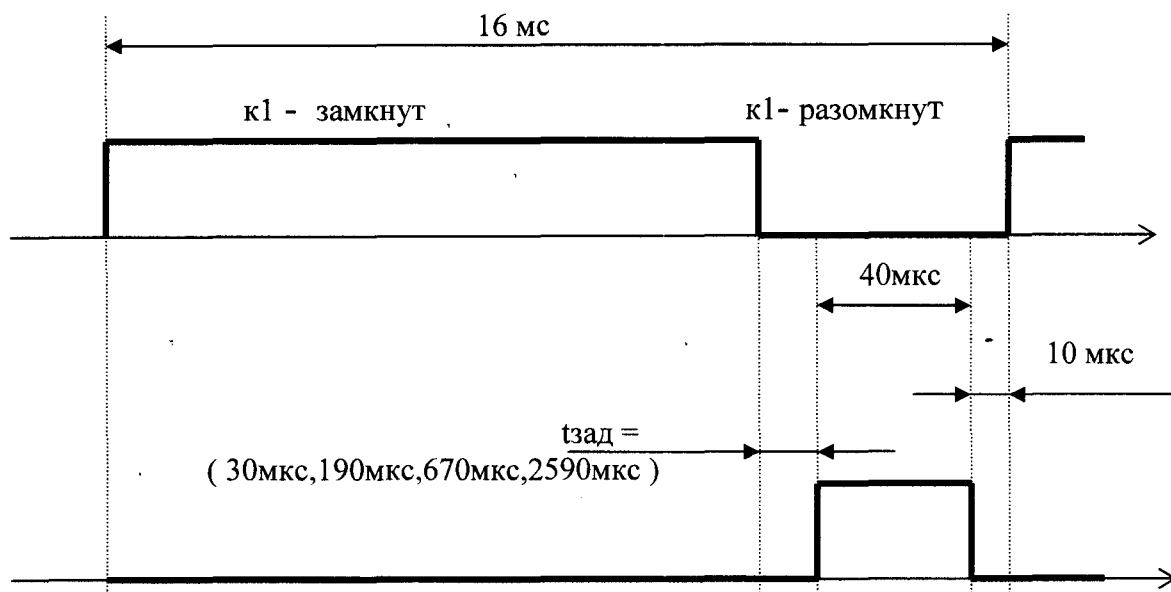 16 мс
к1 - замкнут
к1- разомкнут
40мкс
10 мкс
tзад =
( 30мкс,190мкс,670мкс,2590мкс )